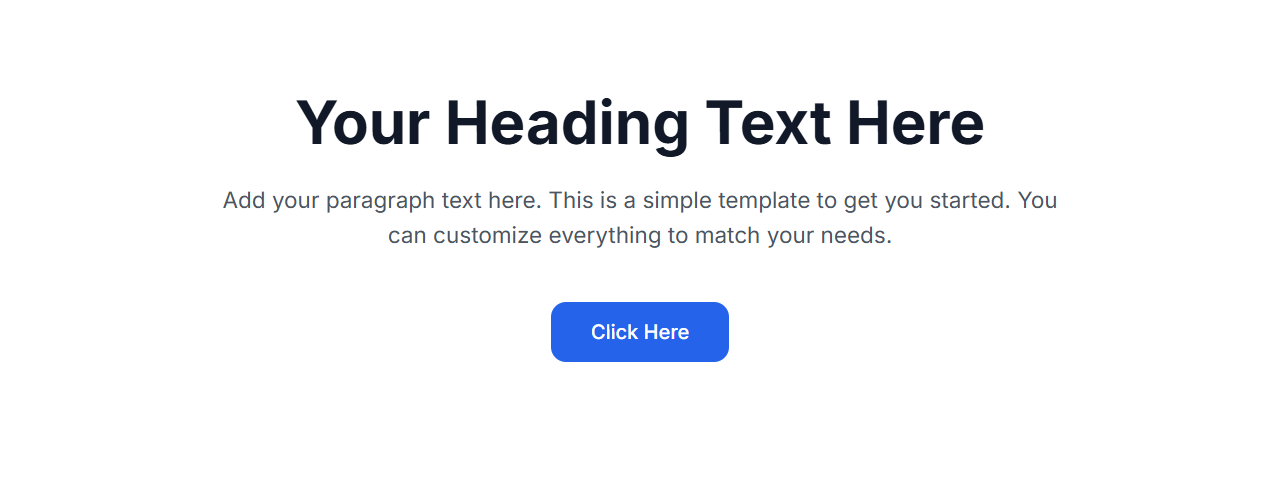 Your Heading Text Here
Add your paragraph text here. This is a simple template to get you started. You
can customize everything to match your needs.
Click Here